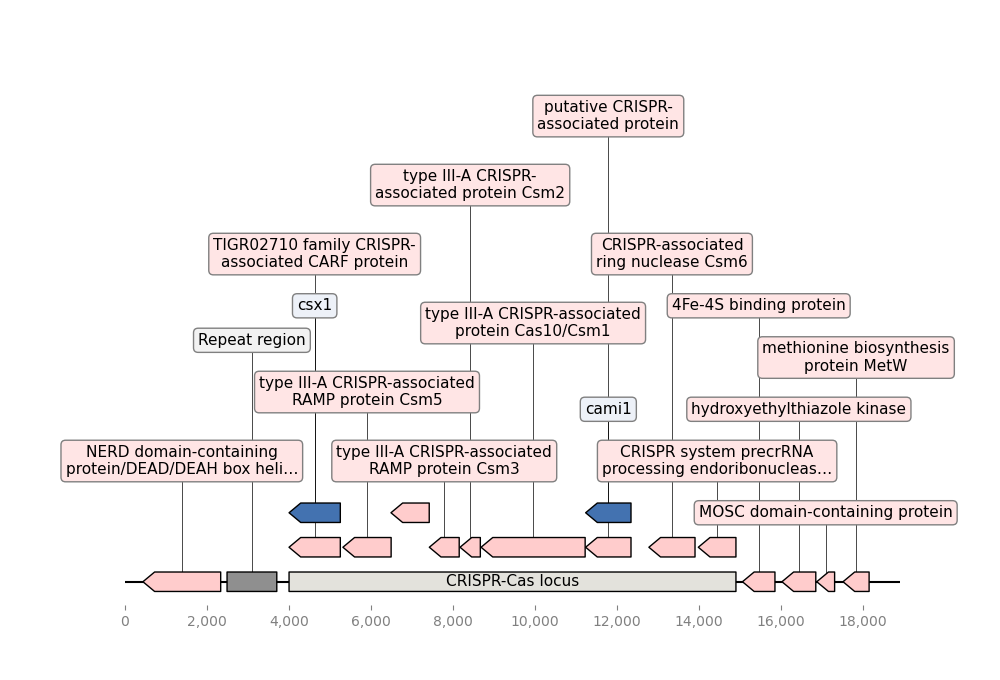 putative CRISPR-
associated protein
type III-A CRISPR-
associated protein Csm2
TIGR02710 family CRISPR-
associated CARF protein
CRISPR-associated
ring nuclease Csm6
csx1
4Fe-4S binding protein
type III-A CRISPR-associated
protein Cas10/Csm1
Repeat region
methionine biosynthesis
protein MetW
type III-A CRISPR-associated
RAMP protein Csm5
cami1
hydroxyethylthiazole kinase
NERD domain-containing
protein/DEAD/DEAH box heli...
type III-A CRISPR-associated
RAMP protein Csm3
CRISPR system precrRNA
processing endoribonucleas...
MOSC domain-containing protein
CRISPR-Cas locus
0 2,000 4,000 6,000 8,000 10,000 12,000 14,000 16,000 18,000